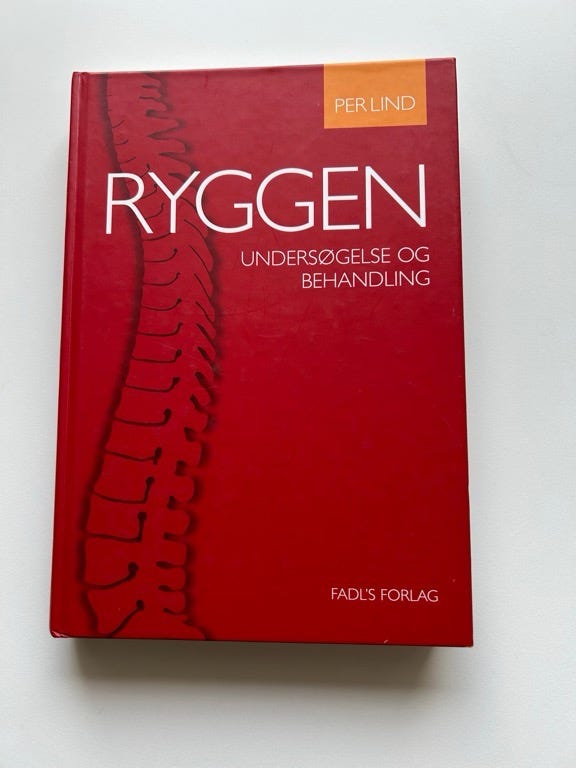 PER LIND
RYGGEN
UNDERSØGELSE OG
BEHANDLING
FADL'S FORLAG